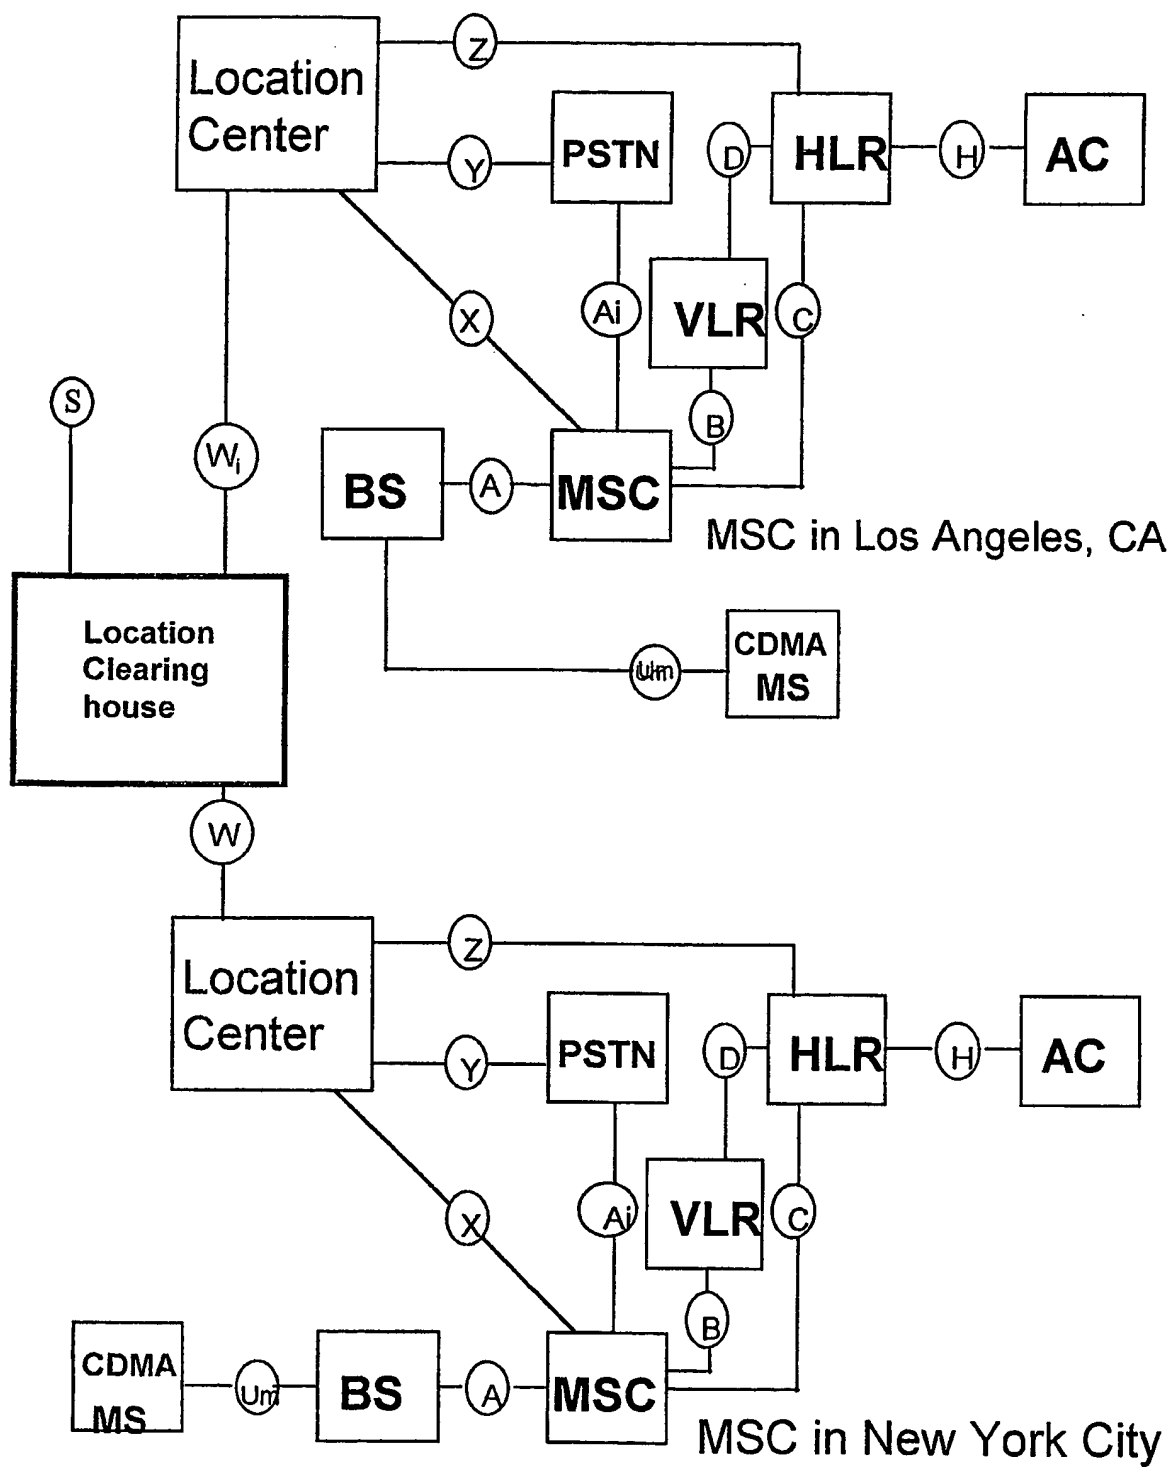 Z
Location
Center
Y
PSTN
D
HLR
H
AC
X
Ai
VLR
C
S
Wi
B
BS
A
MSC
MSC in Los Angeles, CA
Location
Clearing
house
Um
CDMA
MS
W
Z
Location
Center
Y
PSTN
D
HLR
H
AC
X
Ai
VLR
C
B
CDMA
MS
Um
BS
A
MSC
MSC in New York City